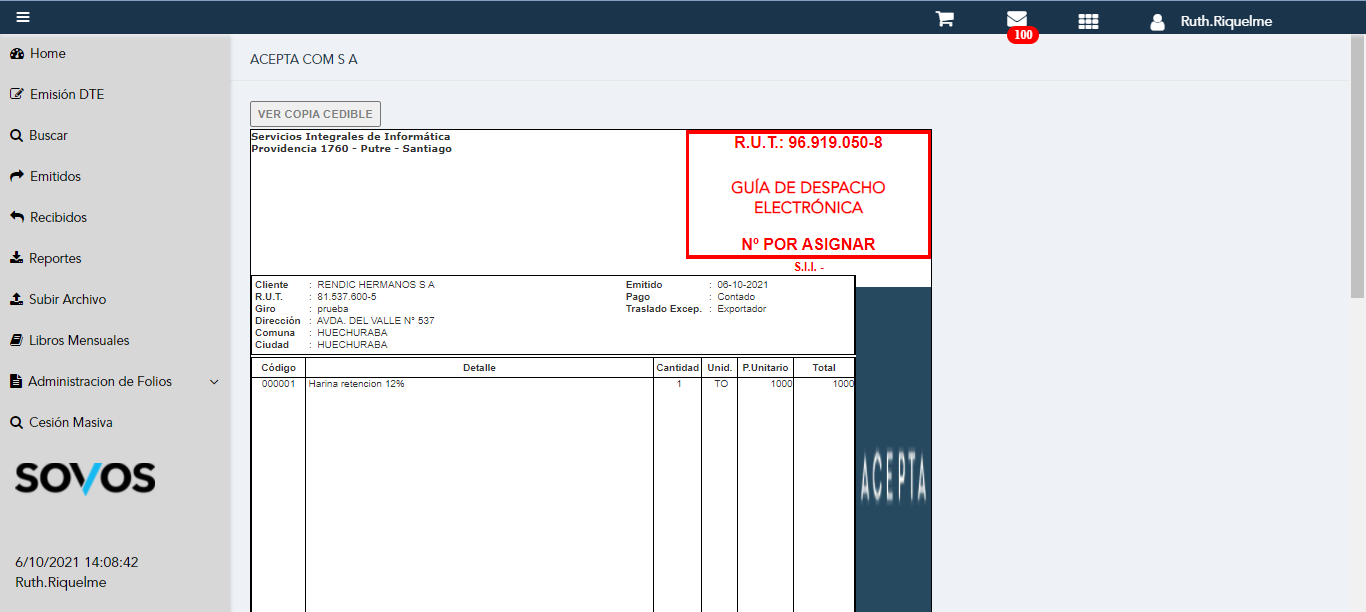 Ruth.Riquelme
100
Home
Emisión DTE
Buscar
Emitidos
Recibidos
Reportes
Subir Archivo
Libros Mensuales
Administracion de Folios
Cesión Masiva
SOVOS
6/10/2021 14:08:42
Ruth.Riquelme
ACEPTA COM S A
VER COPIA CEDIBLE
Servicios Integrales de Informática
Providencia 1760 - Putre - Santiago
R.U.T.: 96.919.050-8
GUÍA DE DESPACHO
ELECTRÓNICA
Nº POR ASIGNAR
S.I.I. -
Cliente : RENDIC HERMANOS S A Emitido : 06-10-2021
R.U.T. : 81.537.600-5 Pago : Contado
Giro : prueba Traslado Excep. : Exportador
Dirección : AVDA. DEL VALLE N° 537
Comuna : HUECHURABA
Ciudad : HUECHURABA
Código Detalle Cantidad Unid. P.Unitario Total
000001 Harina retencion 12% 1 TO 1000 1000
ACEPTA